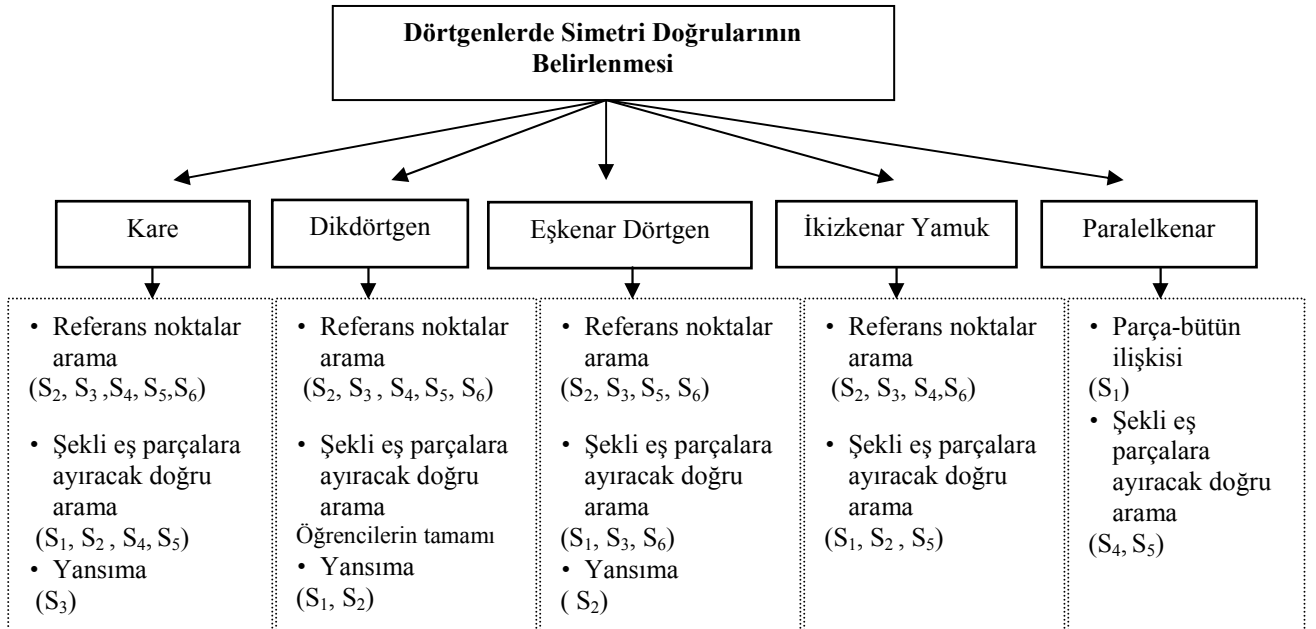 Dörtgenlerde Simetri Doğrularının
Belirlenmesi
Kare
Dikdörtgen
Eşkenar Dörtgen
İkizkenar Yamuk
Paralelkenar
• Referans noktalar
arama
(S₂, S₃ ,S₄, S₅,S₆)
• Şekli eş parçalara
ayıracak doğru
arama
(S₁, S₂ , S₄, S₅)
• Yansıma
(S₃)
• Referans noktalar
arama
(S₂, S₃ , S₄, S₅, S₆)
• Şekli eş parçalara
ayıracak doğru
arama
Öğrencilerin tamamı
• Yansıma
(S₁, S₂)
• Referans noktalar
arama
(S₂, S₃, S₅, S₆)
• Şekli eş parçalara
ayıracak doğru
arama
(S₁, S₃, S₆)
• Yansıma
( S₂)
• Referans noktalar
arama
(S₂, S₃, S₄,S₆)
• Şekli eş parçalara
ayıracak doğru
arama
(S₁, S₂ , S₅)
• Parça-bütün
ilişkisi
(S₁)
• Şekli eş
parçalara
ayıracak doğru
arama
(S₄, S₅)